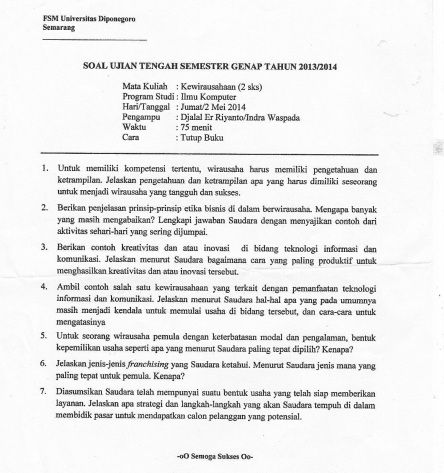 FSM Universitas Diponegoro
Semarang
SOAL UJIAN TENGAH SEMESTER GENAP TAHUN 2013/2014
Mata Kuliah : Kewirausahaan (2 sks)
Program Studi : Ilmu Komputer
Hari/Tanggal : Jumat/2 Mei 2014
Pengampu : Djalal Er Riyanto/Indra Waspada
Waktu : 75 menit
Cara : Tutup Buku
1. Untuk memiliki kompetensi tertentu, wirausaha harus memiliki pengetahuan dan
ketrampilan. Jelaskan pengetahuan dan ketrampilan apa yang harus dimiliki seseorang
untuk menjadi wirausaha yang tangguh dan sukses.
2. Berikan penjelasan prinsip-prinsip etika bisnis di dalam berwirausaha. Mengapa banyak
yang masih mengabaikan? Lengkapi jawaban Saudara dengan menyajikan contoh dari
aktivitas sehari-hari yang sering dijumpai.
3. Berikan contoh kreativitas dan atau inovasi di bidang teknologi informasi dan
komunikasi. Jelaskan menurut Saudara bagaimana cara yang paling produktif untuk
menghasilkan kreativitas dan atau inovasi tersebut.
4. Ambil contoh salah satu kewirausahaan yang terkait dengan pemanfaatan teknologi
informasi dan komunikasi. Jelaskan menurut Saudara hal-hal apa yang pada umumnya
masih menjadi kendala untuk memulai usaha di bidang tersebut, dan cara-cara untuk
mengatasinya
5. Untuk seorang wirausaha pemula dengan keterbatasan modal dan pengalaman, bentuk
kepemilikan usaha seperti apa yang menurut Saudara paling tepat dipilih? Kenapa?
6. Jelaskan jenis-jenis franchising yang Saudara ketahui. Menurut Saudara jenis mana yang
paling tepat untuk pemula. Kenapa?
7. Diasumsikan Saudara telah mempunyai suatu bentuk usaha yang telah siap memberikan
layanan. Jelaskan apa strategi dan langkah-langkah yang akan Saudara tempuh di dalam
membidik pasar untuk mendapatkan calon pelanggan yang potensial.
-oO Semoga Sukses Oo-